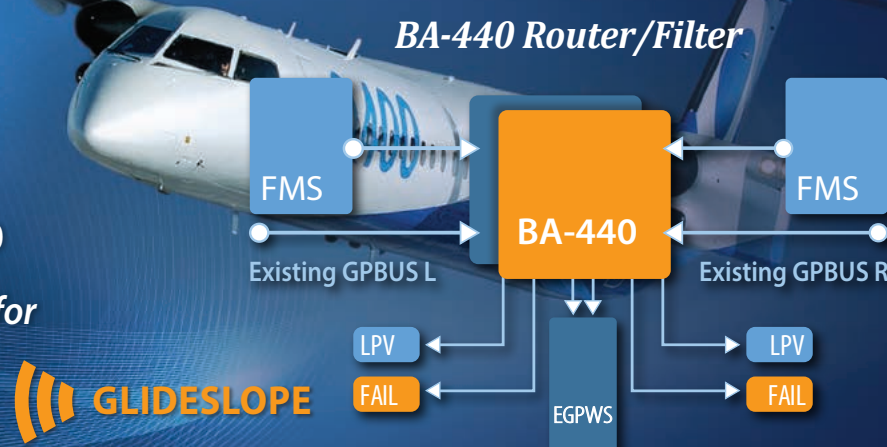 BA-440 Router/Filter
FMS
FMS
BA-440
Existing GPBUS L
Existing GPBUS R
for
LPV
LPV
GLIDESLOPE
FAIL
FAIL
EGPWS